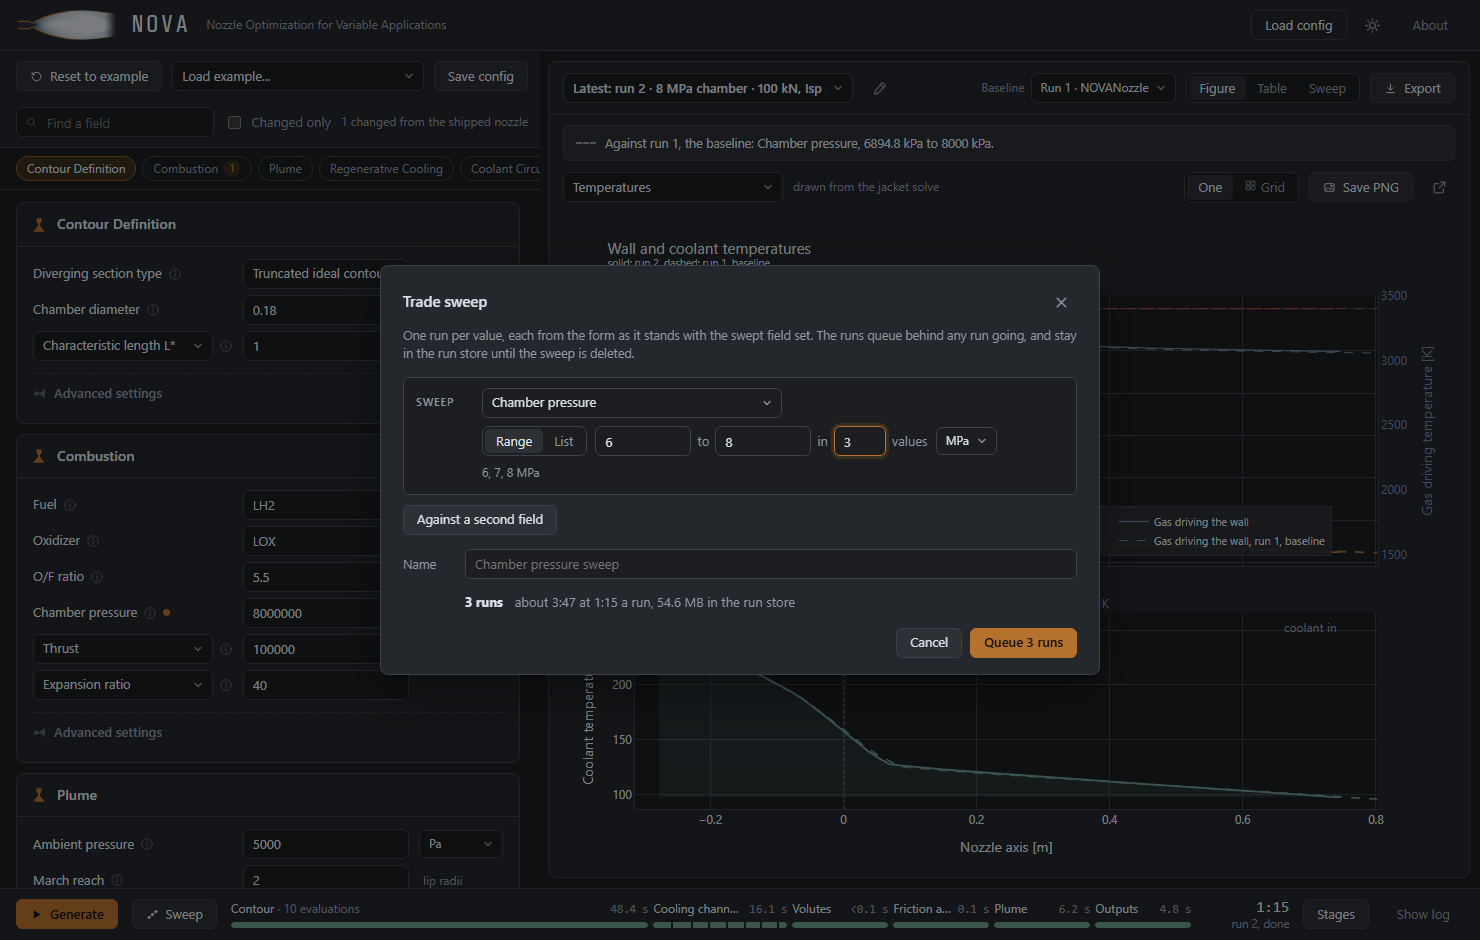 NOVA
Nozzle Optimization for Variable Applications
Load config
About
Reset to example
Load example...
Save config
Find a field
Changed only
1 changed from the shipped nozzle
Contour Definition
Combustion 1
Plume
Regenerative Cooling
Coolant Circu
Contour Definition
Diverging section type
Truncated ideal contou
Chamber diameter
0.18
Characteristic length L*
1
Advanced settings
Combustion
Fuel
LH2
Oxidizer
LOX
O/F ratio
5.5
Chamber pressure
8000000
Thrust
100000
Expansion ratio
40
Advanced settings
Plume
Ambient pressure
5000
Pa
March reach
2
lip radii
Latest: run 2 · 8 MPa chamber · 100 kN, Isp
Baseline
Run 1 · NOVANozzle
Figure
Table
Sweep
Export
Against run 1, the baseline: Chamber pressure, 6894.8 kPa to 8000 kPa.
Temperatures
drawn from the jacket solve
One
Grid
Save PNG
Wall and coolant temperatures
solid: run 2, dashed: run 1, baseline
3500
3000
2500
2000
1500
Gas driving temperature [K]
Gas driving the wall
Gas driving the wall, run 1, baseline
K
coolant in
Coolant temperat
200
150
100
−0.2
0
0.2
0.4
0.6
0.8
Nozzle axis [m]
Trade sweep
One run per value, each from the form as it stands with the swept field set. The runs queue behind any run going, and stay
in the run store until the sweep is deleted.
SWEEP
Chamber pressure
Range
List
6
to
8
in
3
values
MPa
6, 7, 8 MPa
Against a second field
Name
Chamber pressure sweep
3 runs about 3:47 at 1:15 a run, 54.6 MB in the run store
Cancel
Queue 3 runs
Generate
Sweep
Contour · 10 evaluations
48.4 s
Cooling chann...
16.1 s
Volutes
<0.1 s
Friction a...
0.1 s
Plume
6.2 s
Outputs
4.8 s
1:15
run 2, done
Stages
Show log